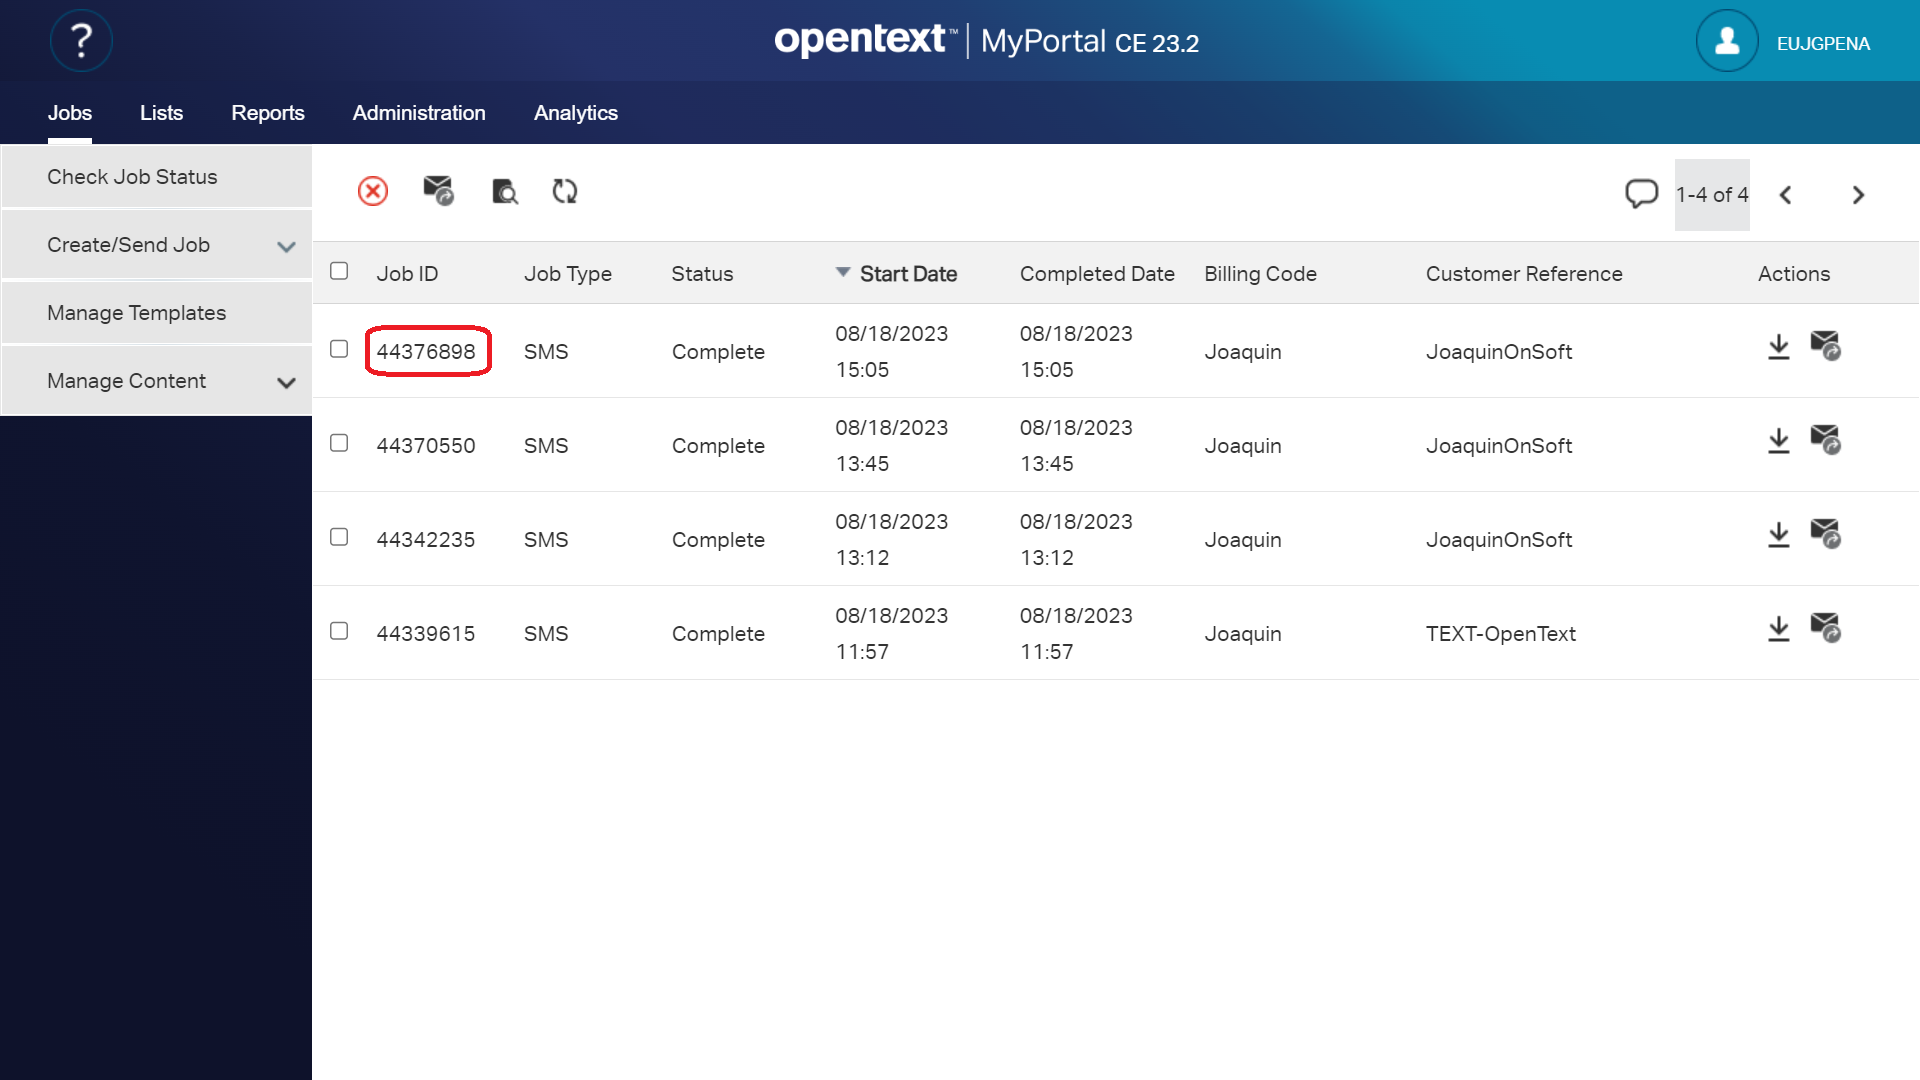 opentext™ | MyPortal CE 23.2
EUJGPENA
Jobs Lists Reports Administration Analytics
Check Job Status
Create/Send Job
Manage Templates
Manage Content
1-4 of 4
Job ID Job Type Status Start Date Completed Date Billing Code Customer Reference Actions
44376898 SMS Complete 08/18/2023 15:05 08/18/2023 15:05 Joaquin JoaquinOnSoft
44370550 SMS Complete 08/18/2023 13:45 08/18/2023 13:45 Joaquin JoaquinOnSoft
44342235 SMS Complete 08/18/2023 13:12 08/18/2023 13:12 Joaquin JoaquinOnSoft
44339615 SMS Complete 08/18/2023 11:57 08/18/2023 11:57 Joaquin TEXT-OpenText